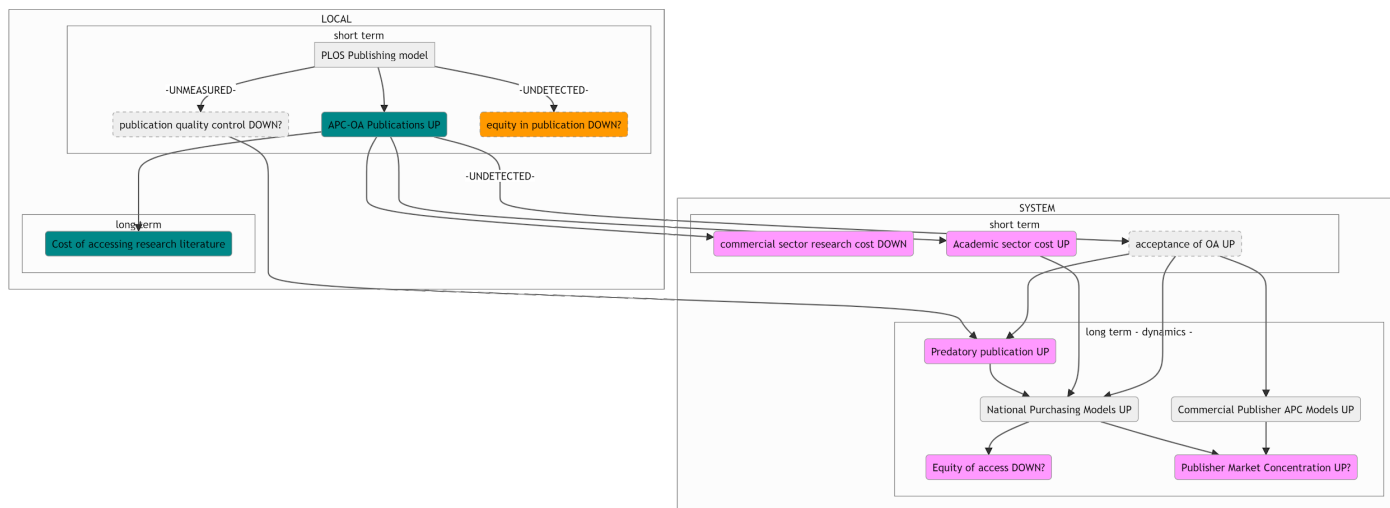 LOCAL
short term
PLOS Publishing model
-UNMEASURED-
-UNDETECTED-
publication quality control DOWN?
APC-OA Publications UP
equity in publication DOWN?
-UNDETECTED-
long term
Cost of accessing research literature
SYSTEM
short term
commercial sector research cost DOWN
Academic sector cost UP
acceptance of OA UP
long term - dynamics -
Predatory publication UP
National Purchasing Models UP
Commercial Publisher APC Models UP
Equity of access DOWN?
Publisher Market Concentration UP?